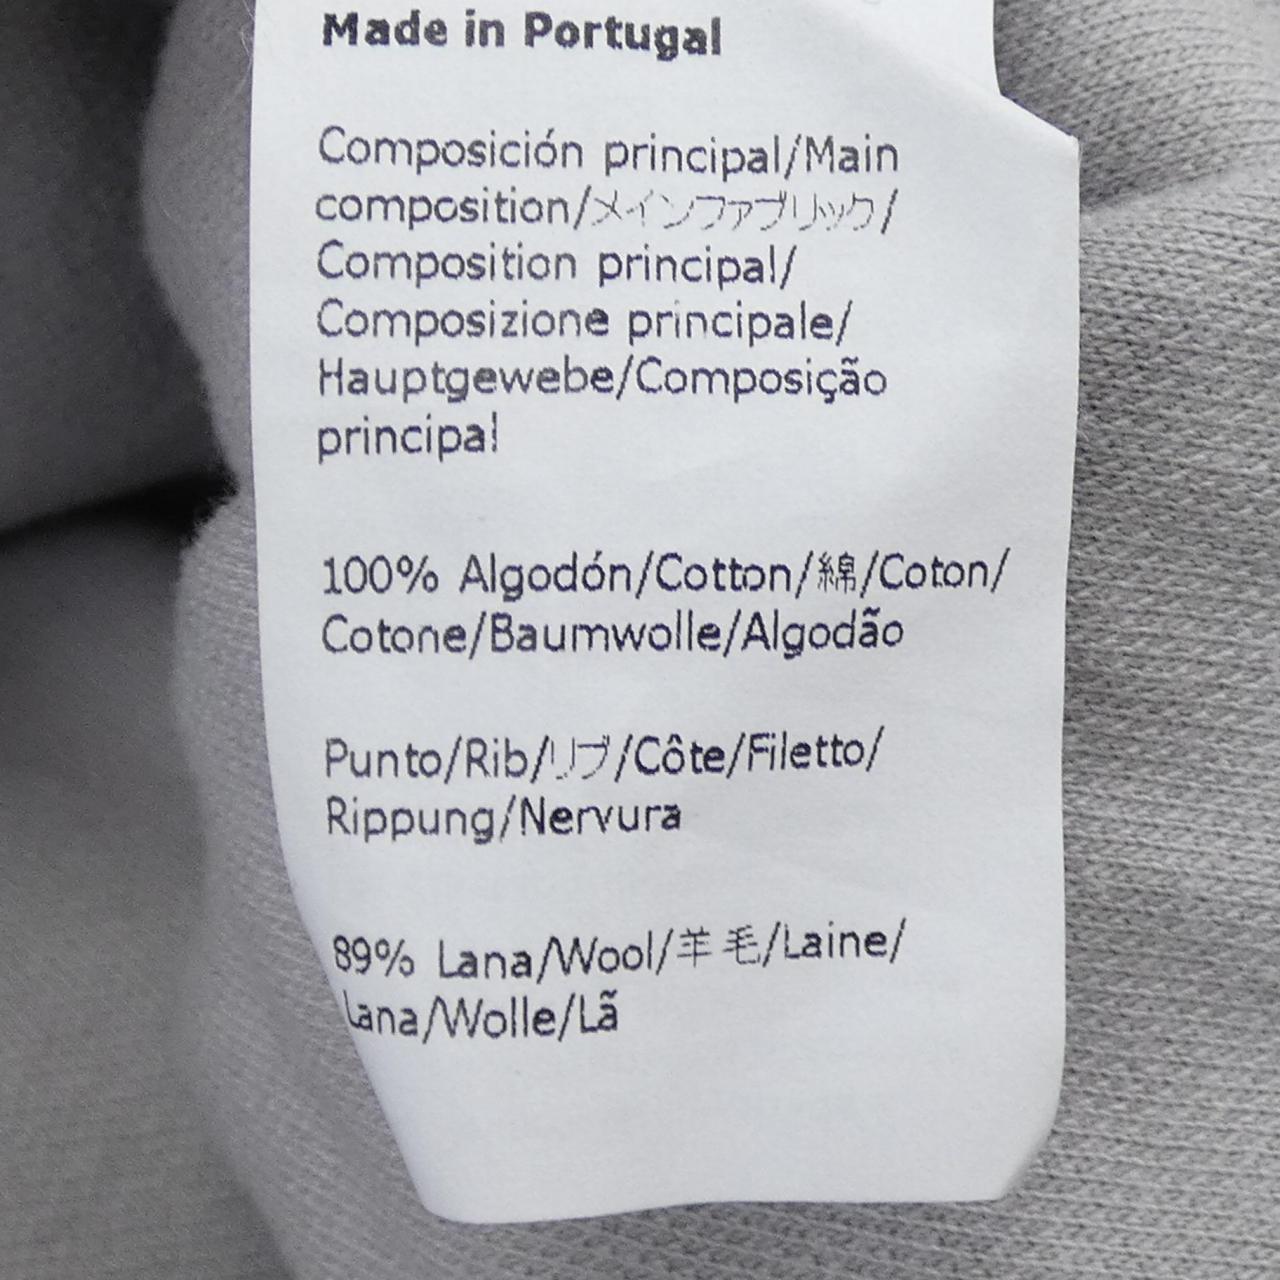 Made in Portugal
Composición principal/Main
composition/メインファブリック/
Composition principal/
Composizione principale/
Hauptgewebe/Composição
principal
100% Algodón/Cotton/綿/Coton/
Cotone/Baumwolle/Algodão
Punto/Rib/リブ/Côte/Filetto/
Rippung/Nervura
89% Lana/Wool/羊毛/Laine/
Lana/Wolle/Lã